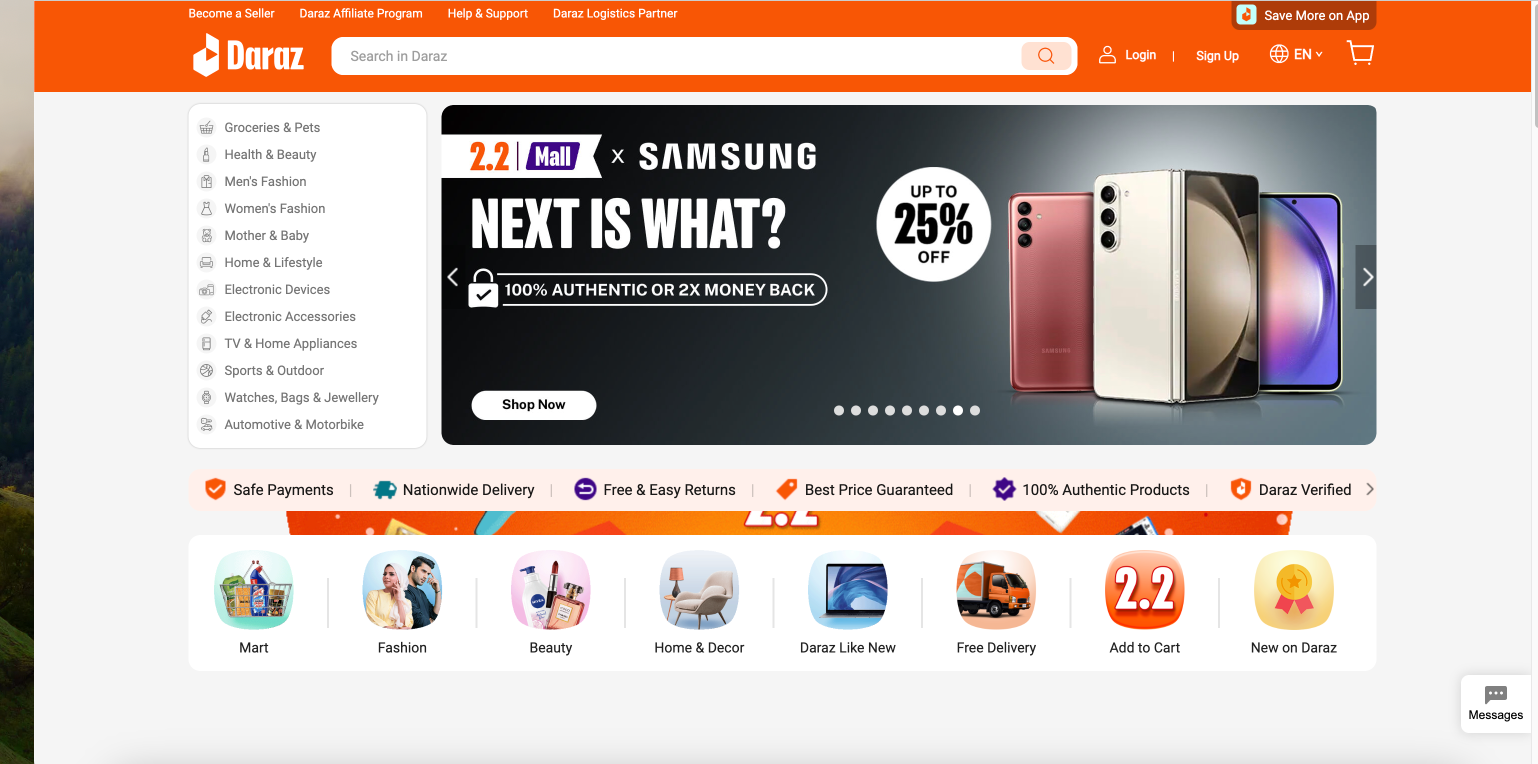 Become a Seller
Daraz Affiliate Program
Help & Support
Daraz Logistics Partner
Save More on App
Daraz
Search in Daraz
Login
|
Sign Up
EN
Groceries & Pets
Health & Beauty
Men's Fashion
Women's Fashion
Mother & Baby
Home & Lifestyle
Electronic Devices
Electronic Accessories
TV & Home Appliances
Sports & Outdoor
Watches, Bags & Jewellery
Automotive & Motorbike
2.2 | Mall x SAMSUNG
NEXT IS WHAT?
100% AUTHENTIC OR 2X MONEY BACK
UP TO
25%
OFF
SAMSUNG
Shop Now
Safe Payments
Nationwide Delivery
Free & Easy Returns
Best Price Guaranteed
100% Authentic Products
Daraz Verified
2.2
NIVEA
2.2
Mart
Fashion
Beauty
Home & Decor
Daraz Like New
Free Delivery
Add to Cart
New on Daraz
Messages